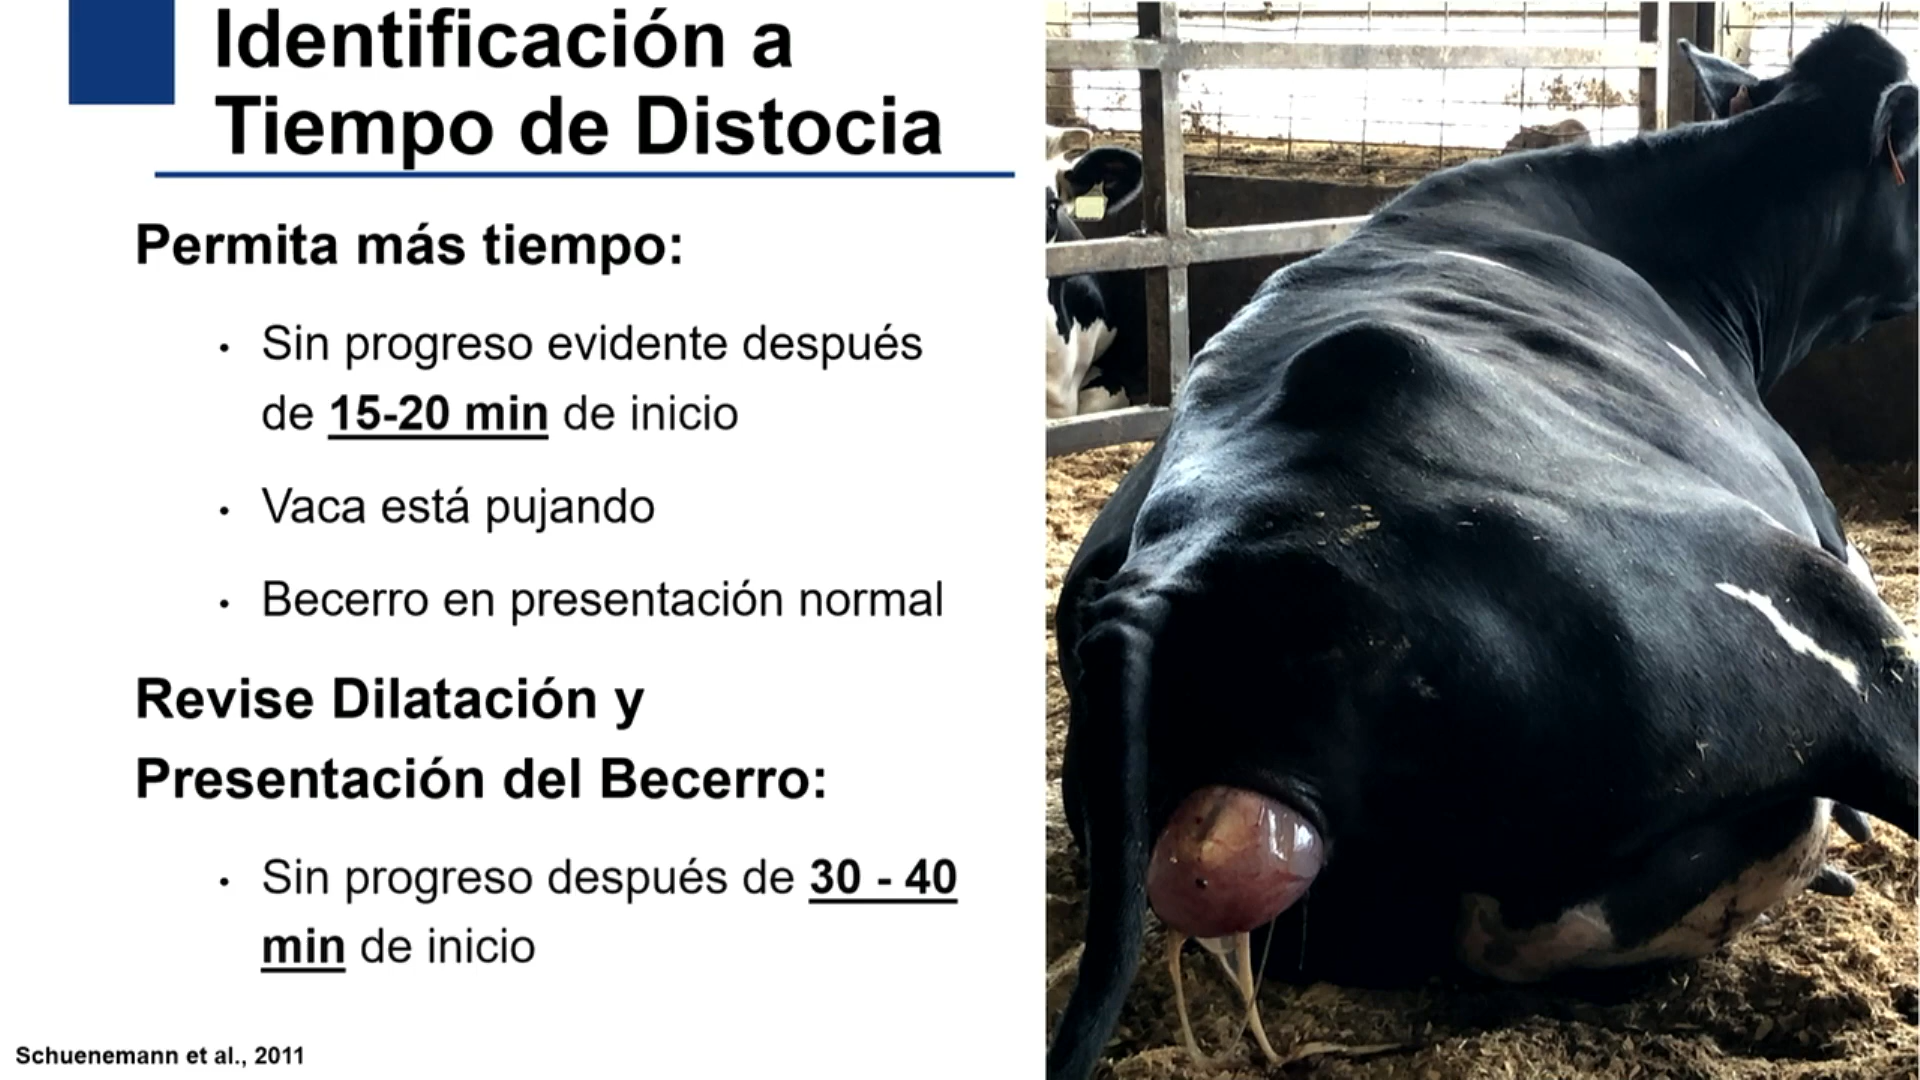 Identificación a
Tiempo de Distocia
Permita más tiempo:
• Sin progreso evidente después
de 15-20 min de inicio
• Vaca está pujando
• Becerro en presentación normal
Revise Dilatación y
Presentación del Becerro:
• Sin progreso después de 30 - 40
min de inicio
Schuenemann et al., 2011